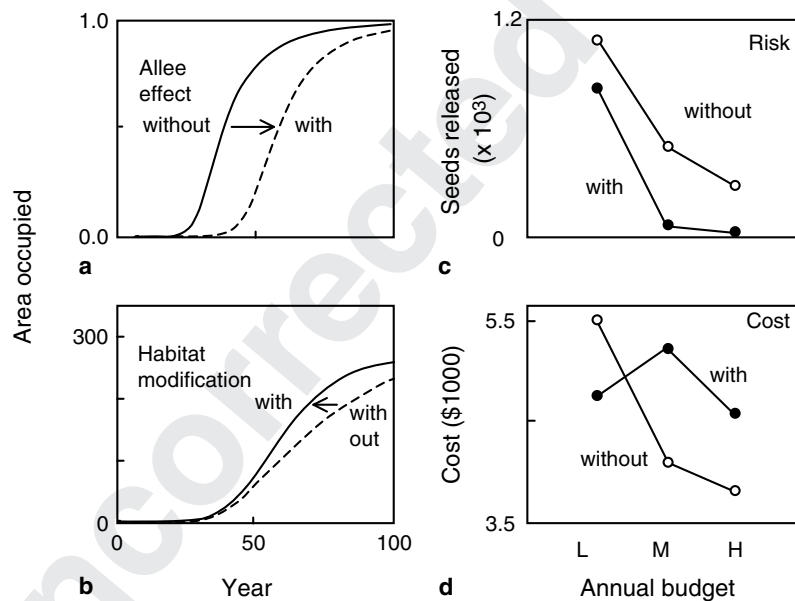 Area occupied
1.0
0.0
Allee
effect
without
with
a
300
0
Habitat
modification
with
with
out
0
50
100
b
Year
Seeds released
(x 10³)
1.2
0
Risk
without
with
c
Cost ($1000)
5.5
3.5
Cost
with
without
L
M
H
d
Annual budget
ncorrected